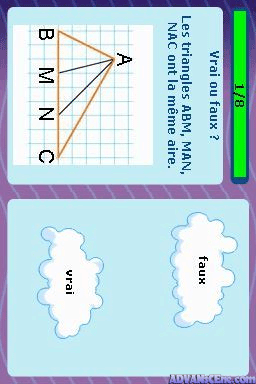 1/8
Vrai ou faux ?
Les triangles ABM, MAN,
NAC ont la même aire.
A
B M N C
faux
vrai
ADVANSCENE.com